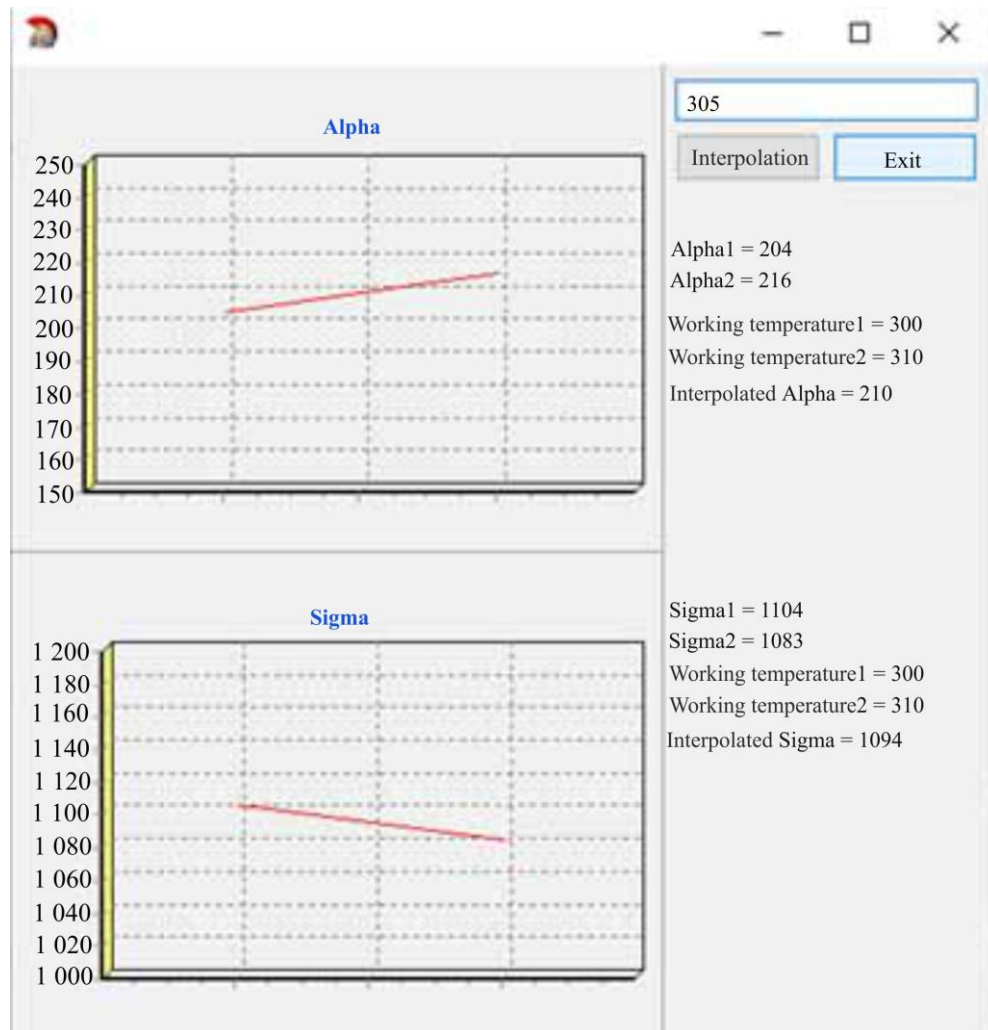 Alpha
250
240
230
220
210
200
190
180
170
160
150
305
Interpolation Exit
Alpha1 = 204
Alpha2 = 216
Working temperature1 = 300
Working temperature2 = 310
Interpolated Alpha = 210
Sigma
1 200
1 180
1 160
1 140
1 120
1 100
1 080
1 060
1 040
1 020
1 000
Sigma1 = 1104
Sigma2 = 1083
Working temperature1 = 300
Working temperature2 = 310
Interpolated Sigma = 1094